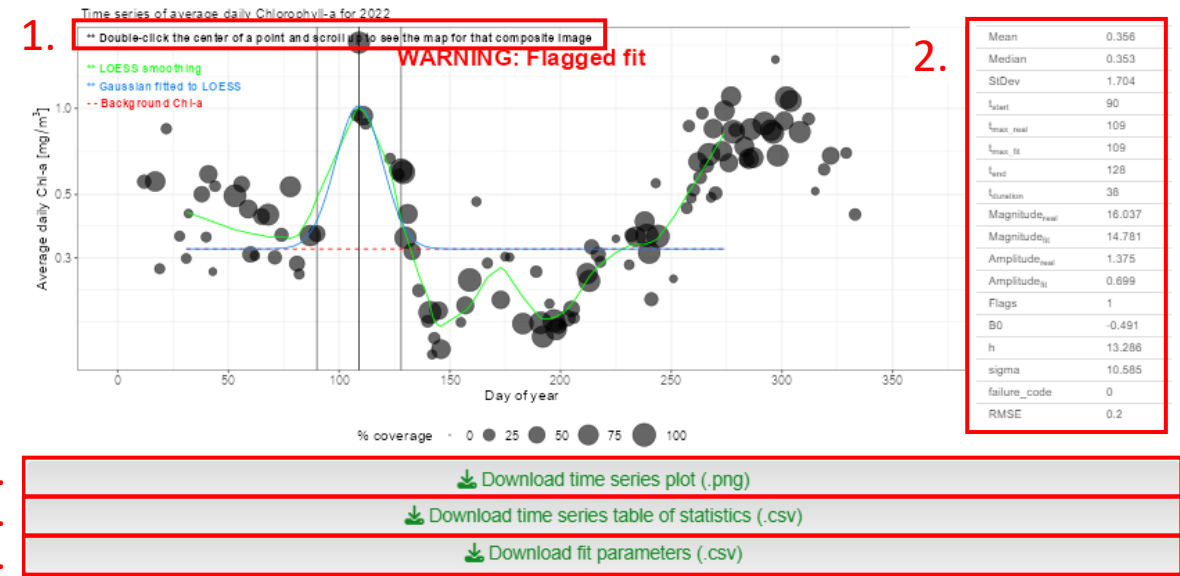 Time series of average daily Chlorophyll-a for 2022
1.
** Double-click the center of a point and scroll up to see the map for that composite image
WARNING: Flagged fit
** LOESS smoothing
** Gaussian fitted to LOESS
- - Background Chl-a
Average daily Chl-a [mg/m³]
1.0
0.5
0.3
0 50 100 150 200 250 300 350
Day of year
% coverage 0 25 50 75 100
2.
Mean 0.356
Median 0.353
StDev 1.704
tstart 90
tmax_real 109
tmax_fit 109
tend 128
tduration 38
Magnitudereal 16.037
Magnitudefit 14.781
Amplitudereal 1.375
Amplitudefit 0.699
Flags 1
B0 -0.491
h 13.286
sigma 10.585
failure_code 0
RMSE 0.2
Download time series plot (.png)
Download time series table of statistics (.csv)
Download fit parameters (.csv)